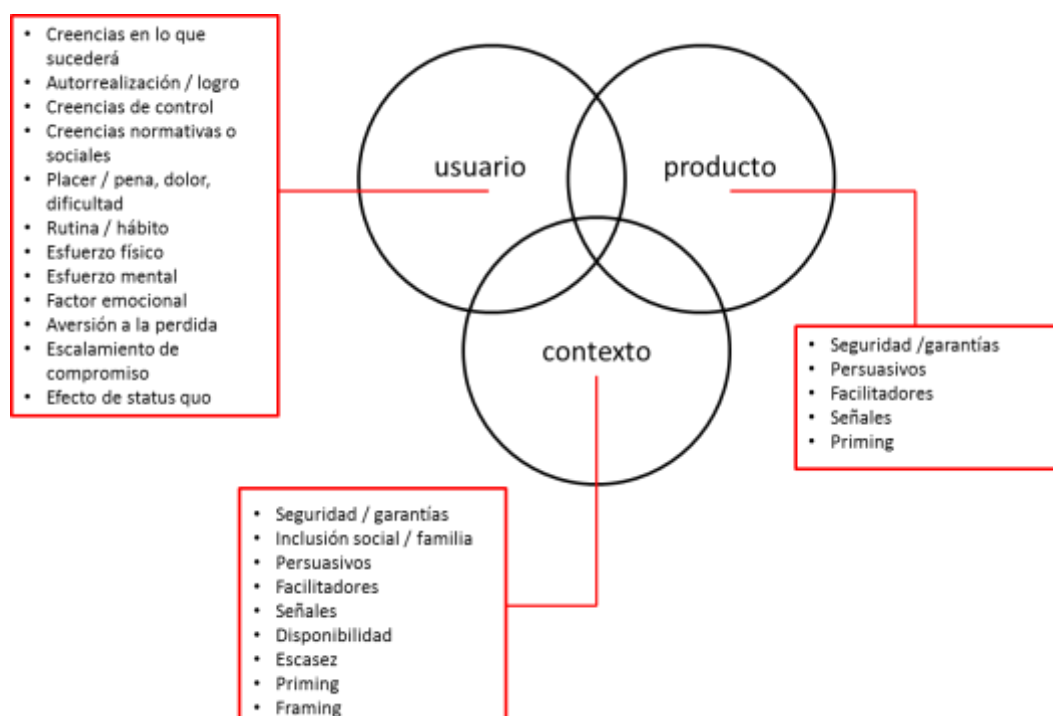 • Creencias en lo que
sucederá
• Autorrealización / logro
• Creencias de control
• Creencias normativas o
sociales
• Placer / pena, dolor,
dificultad
• Rutina / hábito
• Esfuerzo físico
• Esfuerzo mental
• Factor emocional
• Aversión a la perdida
• Escalamiento de
compromiso
• Efecto de status quo
usuario
producto
contexto
• Seguridad /garantías
• Persuasivos
• Facilitadores
• Señales
• Priming
• Seguridad / garantías
• Inclusión social / familia
• Persuasivos
• Facilitadores
• Señales
• Disponibilidad
• Escasez
• Priming
• Framing